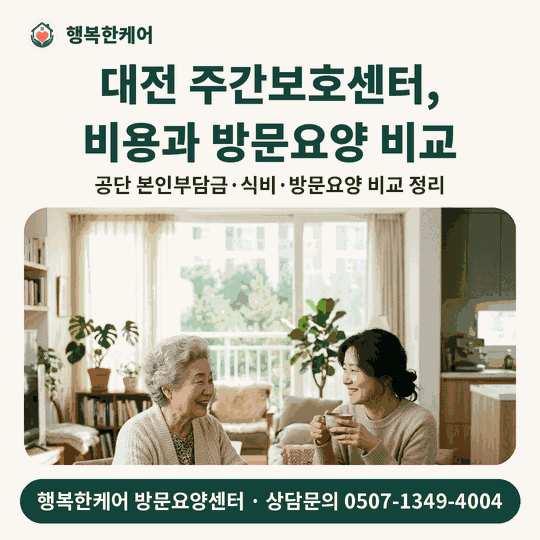 행복한케어
대전 주간보호센터,
비용과 방문요양 비교
공단 본인부담금·식비·방문요양 비교 정리
행복한케어 방문요양센터 · 상담문의 0507-1349-4004